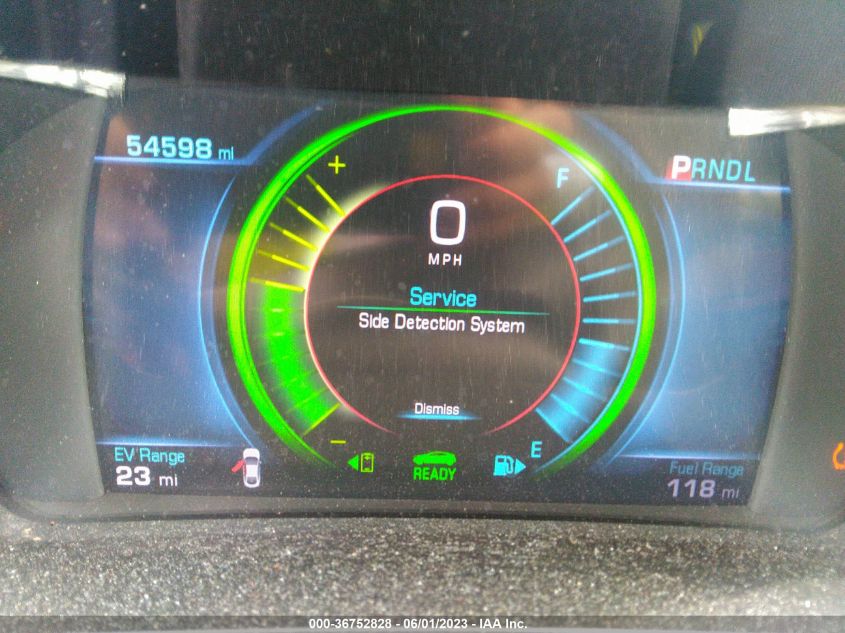 54598 mi
PRNDL
+
F
0
MPH
Service
Side Detection System
Dismiss
−
E
EV Range
23 mi
READY
Fuel Range
118 mi
000-36752828 - 06/01/2023 - IAA Inc.